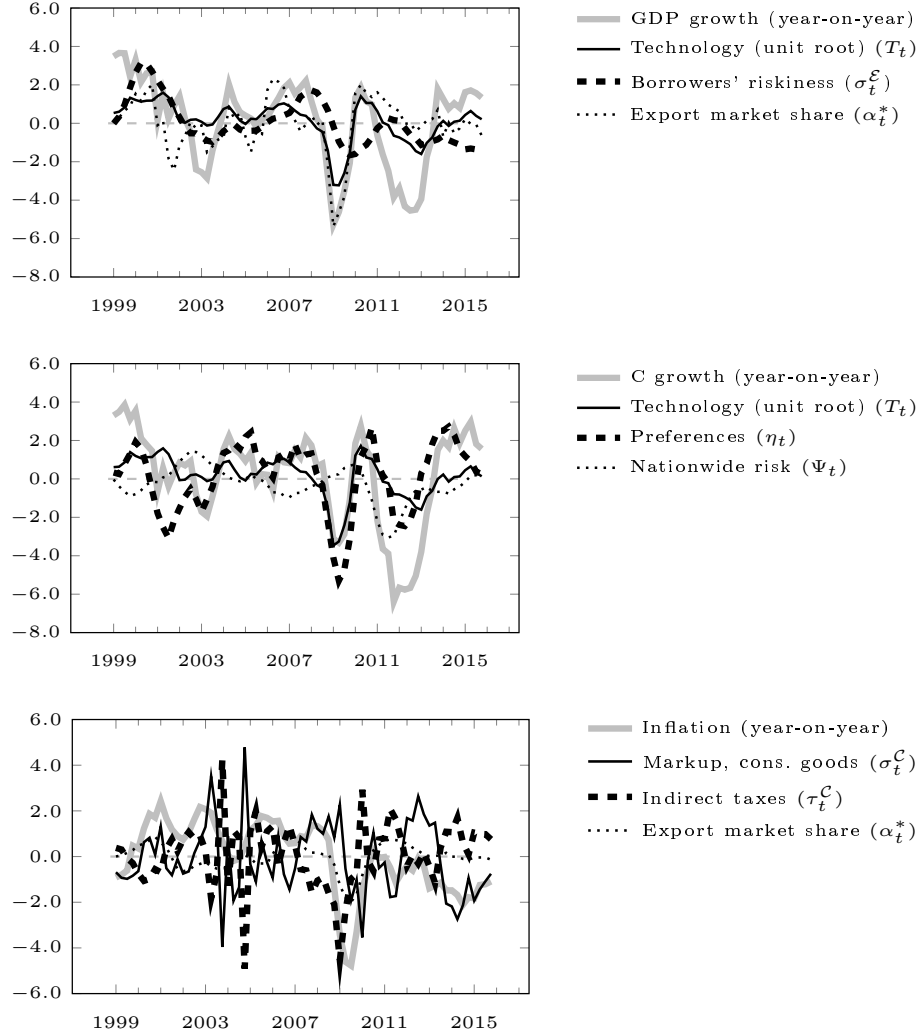 6.0
4.0
2.0
0.0
−2.0
−4.0
−6.0
−8.0
1999 2003 2007 2011 2015
GDP growth (year-on-year)
Technology (unit root) (T_t)
Borrowers' riskiness (σ_t^ℰ)
Export market share (α_t^*)
6.0
4.0
2.0
0.0
−2.0
−4.0
−6.0
−8.0
1999 2003 2007 2011 2015
C growth (year-on-year)
Technology (unit root) (T_t)
Preferences (η_t)
Nationwide risk (Ψ_t)
6.0
4.0
2.0
0.0
−2.0
−4.0
−6.0
1999 2003 2007 2011 2015
Inflation (year-on-year)
Markup, cons. goods (σ_t^𝒞)
Indirect taxes (τ_t^𝒞)
Export market share (α_t^*)